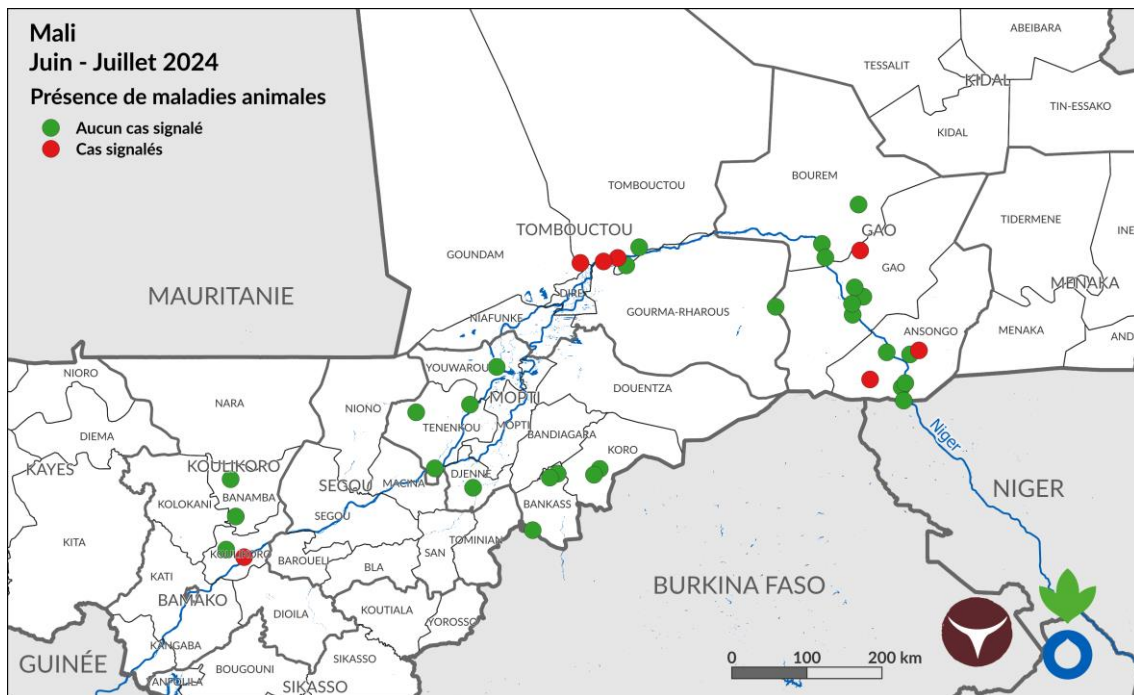 Mali
Juin - Juillet 2024
Présence de maladies animales
Aucun cas signalé
Cas signalés
ABEIBARA
TESSALIT
KIDAL
TIN-ESSAKO
KIDAL
TOMBOUCTOU
BOUREM
TIDERMENE
INE
TOMBOUCTOU
GAO
GOUNDAM
GAO
MAURITANIE
MENAKA
DIRE
GOURMA-RHAROUS
NIAFUNKE
ANSONGO
MENAKA
AND
YOUWAROU
NIORO
DOUENTZA
NARA
NIONO
MOPTI
DIEMA
TENENKOU
MOPTI
BANDIAGARA
Niger
KORO
KAYES
KOULIKORO
DJENNE
SEGOU
MACINA
NIGER
KOLOKANI
BANAMBA
BANKASS
SEGOU
KITA
TOMINIAN
KOULIKORO
BAROUELI
SAN
BLA
KATI
BURKINA FASO
BAMAKO
DIOILA
KOUTIALA
YOROSSO
KANGABA
GUINÉE
SIKASSO
BOUGOUNI
SIKASSO
0 100 200 km